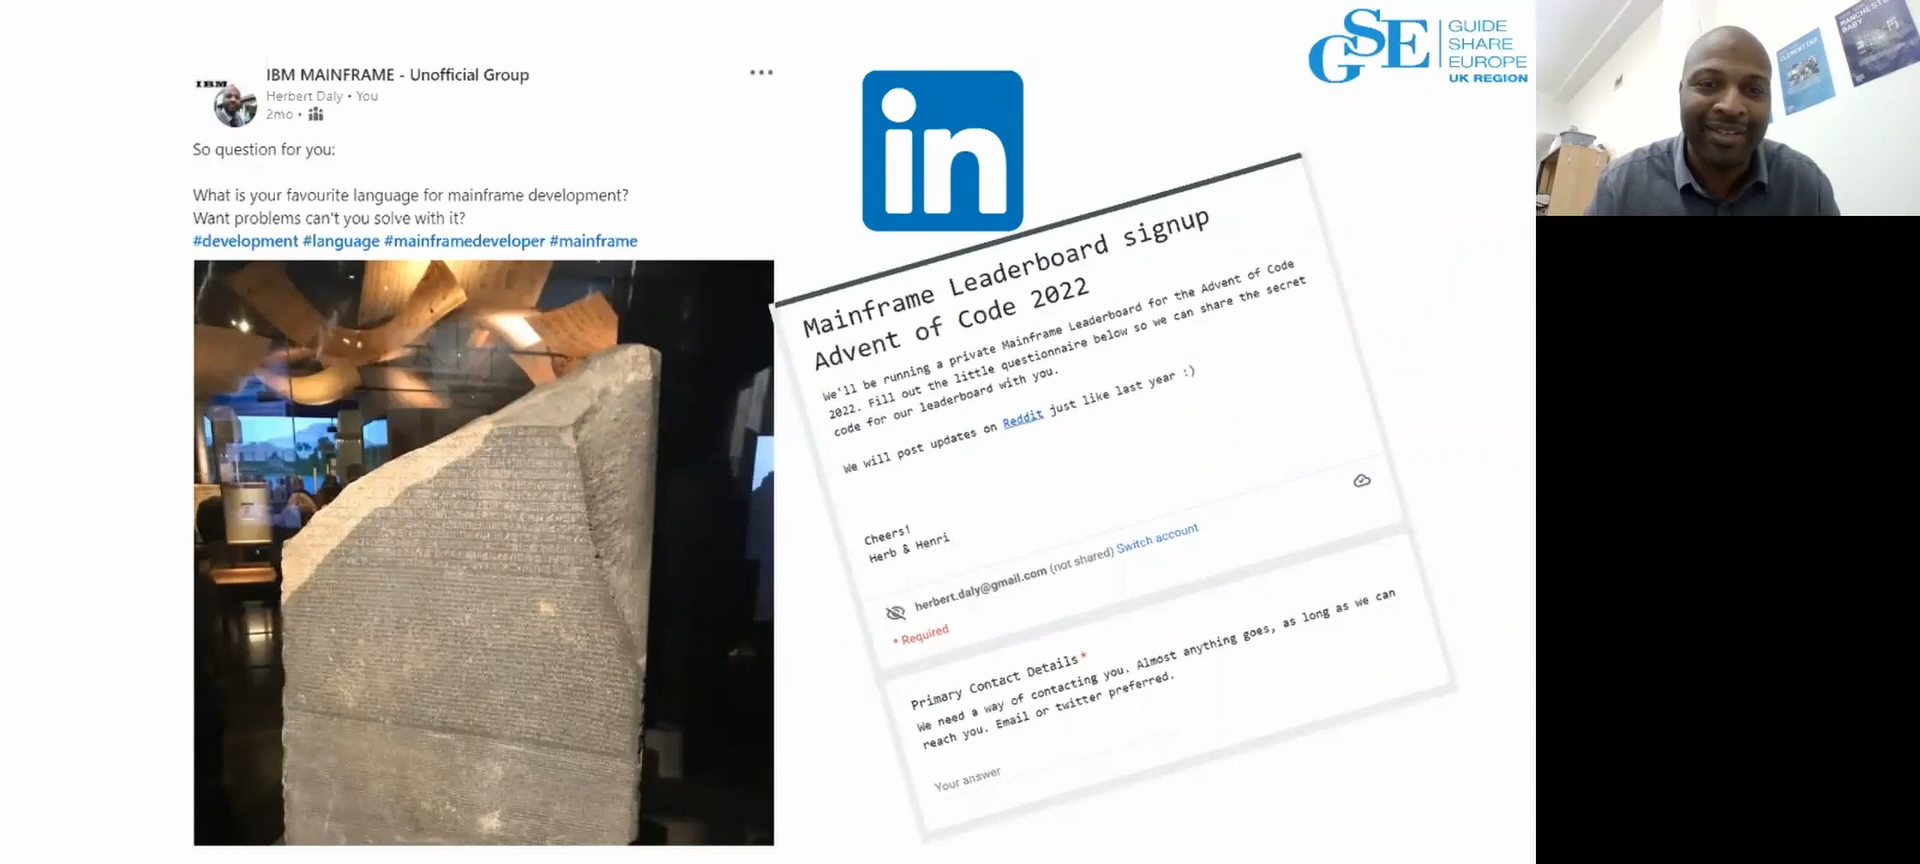 IBM MAINFRAME - Unofficial Group
IBM
Herbert Daly • You
2mo •
So question for you:
What is your favourite language for mainframe development?
Want problems can't you solve with it?
#development #language #mainframedeveloper #mainframe
in
Mainframe Leaderboard signup
Advent of Code 2022
We'll be running a private Mainframe Leaderboard for the Advent of Code
2022. Fill out the little questionnaire below so we can share the secret
code for our leaderboard with you.
We will post updates on Reddit just like last year :)
Cheers!
Herb & Henri
herbert.daly@gmail.com (not shared) Switch account
* Required
Primary Contact Details *
We need a way of contacting you. Almost anything goes, as long as we can
reach you. Email or twitter preferred.
Your answer
GSE
GUIDE
SHARE
EUROPE
UK REGION
CLEMENTINA
MANCHESTER
BABY